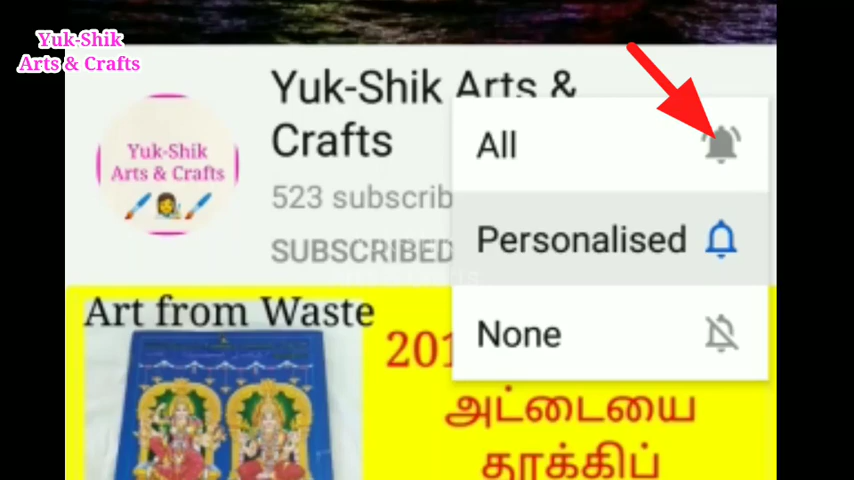 Yuk-Shik
Arts & Crafts
Yuk-Shik Arts &
Crafts
Yuk-Shik
Arts & Crafts
523 subscrib
SUBSCRIBED
All
Personalised
None
Art from Waste
201
அட்டையை
தூக்கிப்